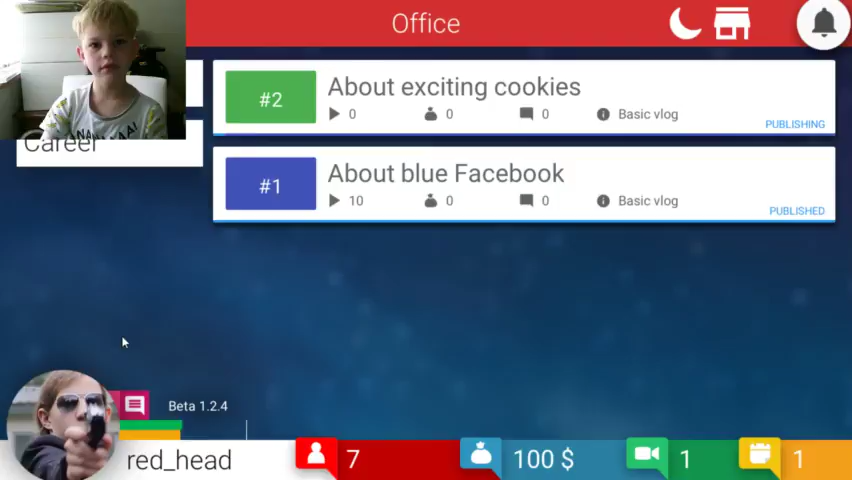 Office
#2
About exciting cookies
0 0 0 Basic vlog
PUBLISHING
Career
#1
About blue Facebook
10 0 0 Basic vlog
PUBLISHED
Beta 1.2.4
red_head 7 100 $ 1 1